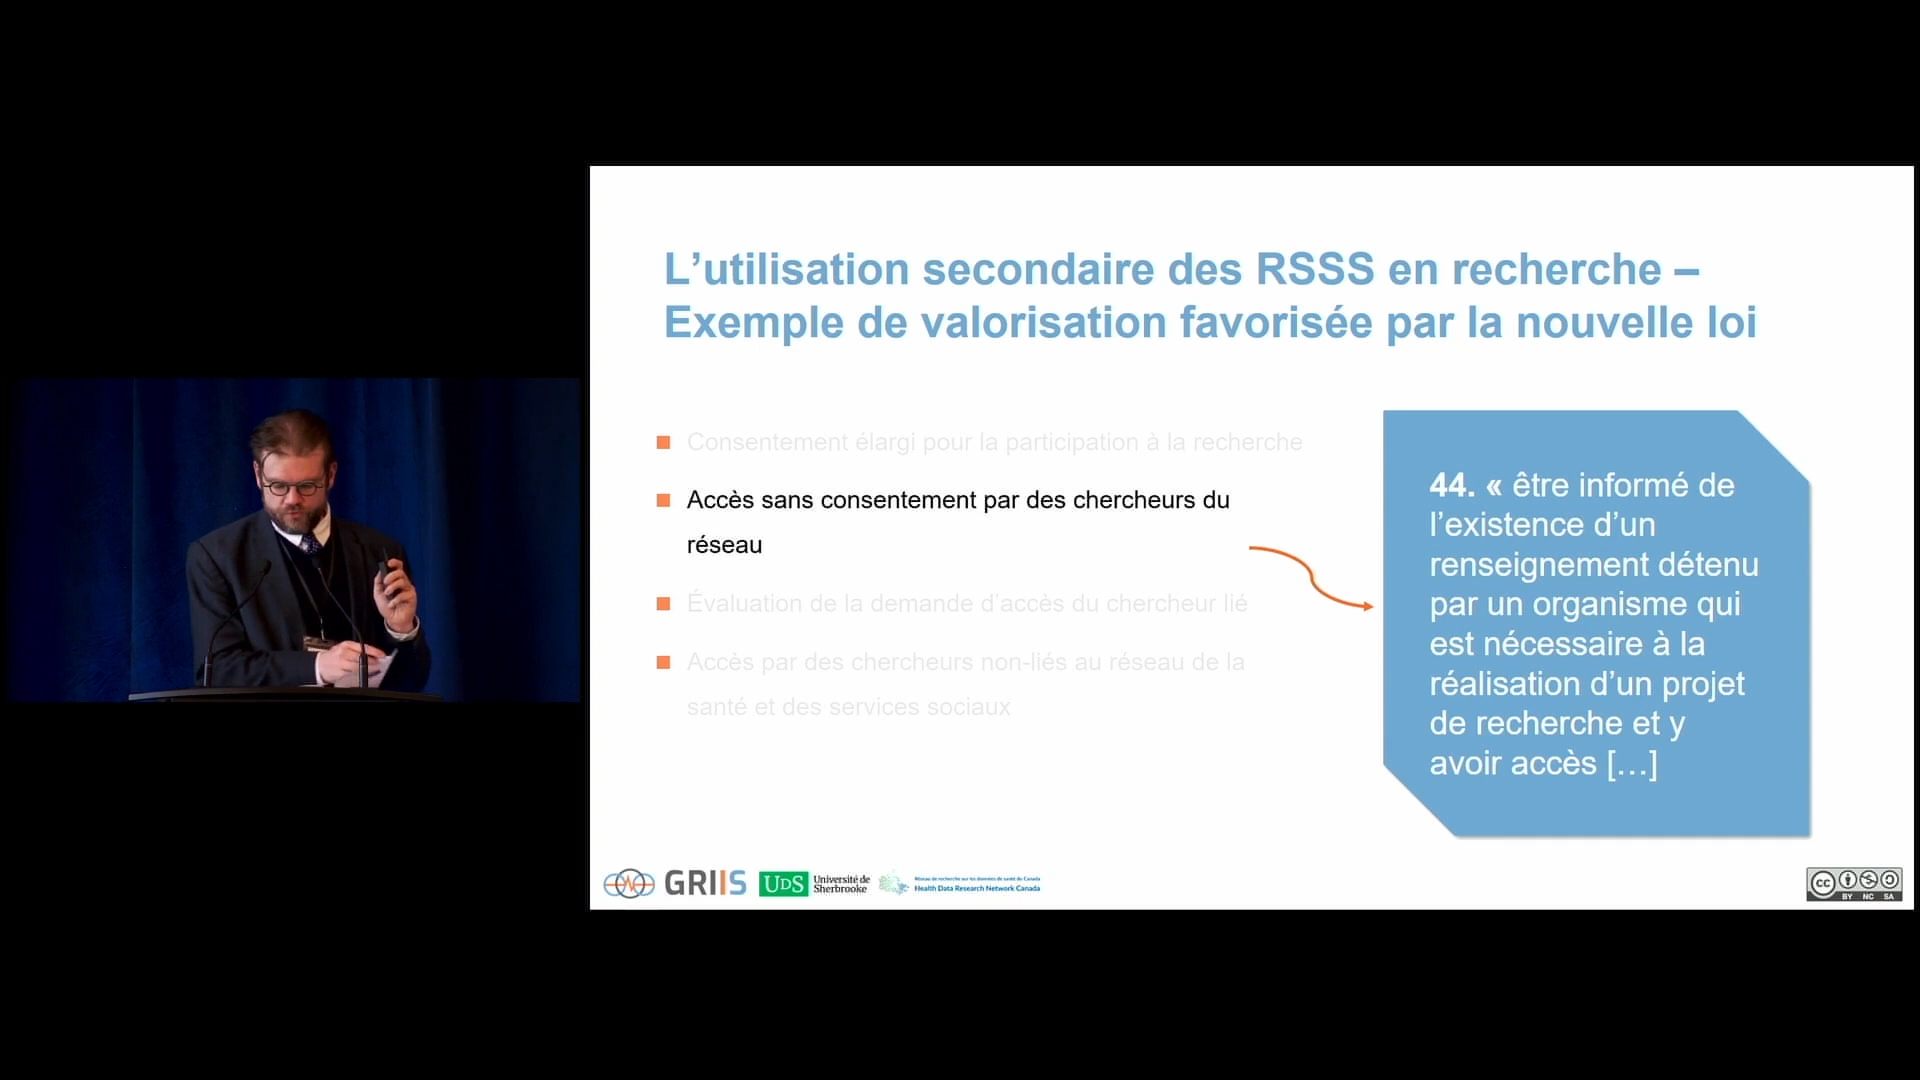 L’utilisation secondaire des RSSS en recherche –
Exemple de valorisation favorisée par la nouvelle loi
Consentement élargi pour la participation à la recherche
Accès sans consentement par des chercheurs du
réseau
Évaluation de la demande d’accès du chercheur lié
Accès par des chercheurs non-liés au réseau de la
santé et des services sociaux
44. « être informé de
l’existence d’un
renseignement détenu
par un organisme qui
est nécessaire à la
réalisation d’un projet
de recherche et y
avoir accès […]
GRIIS
UDS
Université de
Sherbrooke
Réseau de recherche sur les données de santé du Canada
Health Data Research Network Canada
cc
BY NC SA